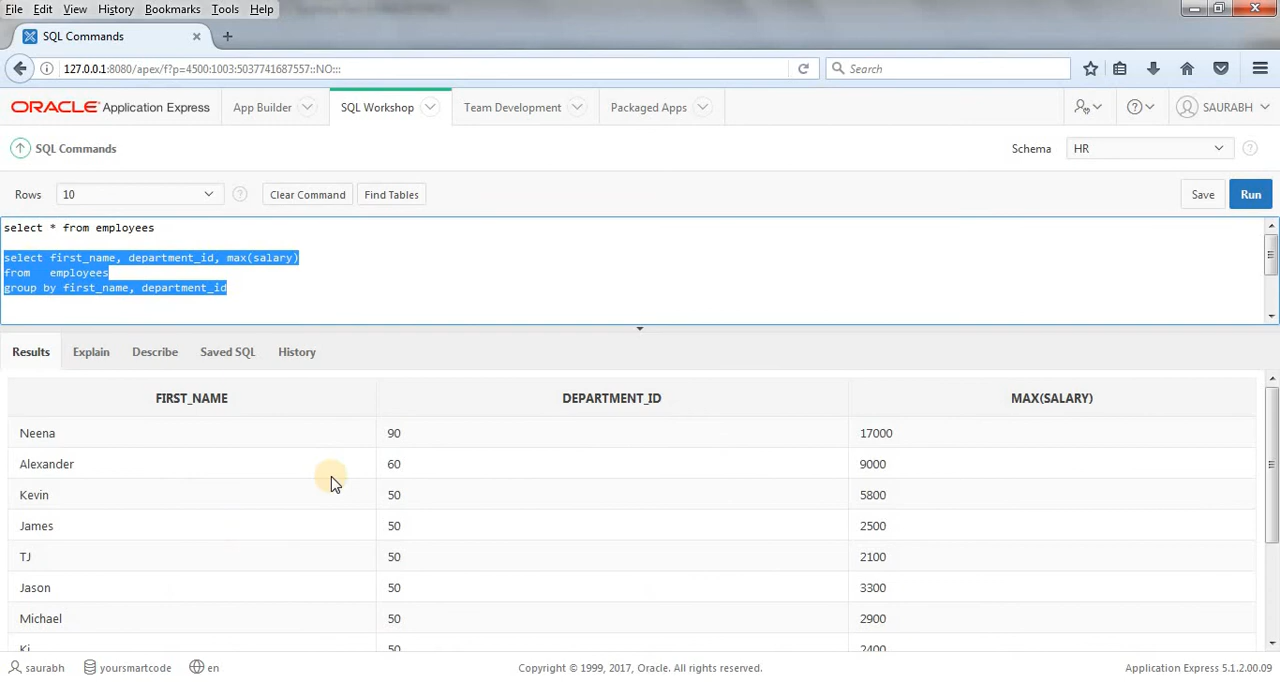 File Edit View History Bookmarks Tools Help
SQL Commands
127.0.0.1:8080/apex/f?p=4500:1003:5037741687557::NO:::
Search
ORACLE Application Express App Builder SQL Workshop Team Development Packaged Apps SAURABH
SQL Commands Schema HR
Rows 10 Clear Command Find Tables Save Run
select * from employees
select first_name, department_id, max(salary)
from employees
group by first_name, department_id
Results Explain Describe Saved SQL History
FIRST_NAME DEPARTMENT_ID MAX(SALARY)
Neena 90 17000
Alexander 60 9000
Kevin 50 5800
James 50 2500
TJ 50 2100
Jason 50 3300
Michael 50 2900
Ki 50 2400
saurabh yoursmartcode en Copyright © 1999, 2017, Oracle. All rights reserved. Application Express 5.1.2.00.09